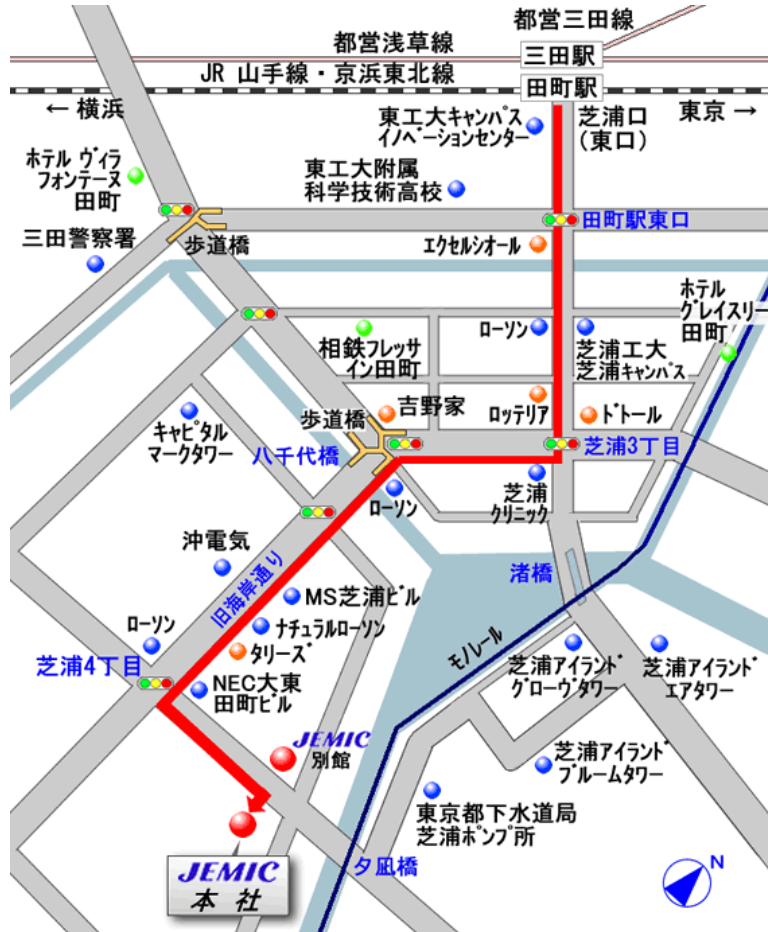 都営三田線
都営浅草線
三田駅
JR 山手線・京浜東北線
田町駅
← 横浜
東京 →
東工大キャンパス
イノベーションセンター
芝浦口
(東口)
ホテル ヴィラ
フォンテーヌ
田町
東工大附属
科学技術高校
田町駅東口
三田警察署
歩道橋
エクセルシオール
ホテル
グレイスリー
田町
ローソン
芝浦工大
芝浦キャンパス
相鉄フレッサ
イン田町
歩道橋
吉野家
ロッテリア
ドトール
キャピタル
マークタワー
八千代橋
芝浦3丁目
ローソン
芝浦
クリニック
沖電気
旧海岸通り
渚橋
MS芝浦ビル
ローソン
ナチュラルローソン
タリーズ
モノレール
芝浦4丁目
芝浦アイランド
グローヴタワー
芝浦アイランド
エアタワー
NEC大東
田町ビル
JEMIC
別館
芝浦アイランド
ブルームタワー
東京都下水道局
芝浦ポンプ所
夕凪橋
JEMIC
本 社
N